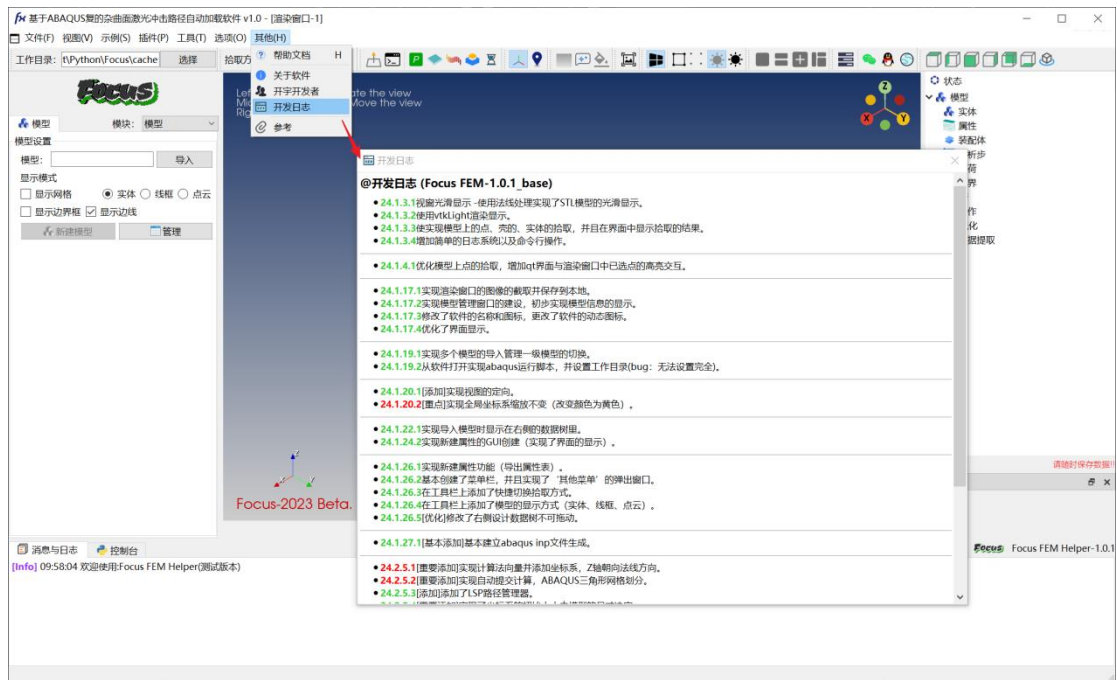 基于ABAQUS复的杂曲面激光冲击路径自动加载软件 v1.0 - [渲染窗口-1]
文件(F) 视图(V) 示例(S) 插件(P) 工具(T) 选项(O) 其他(H)
工作目录: t\Python\Focus\cache 选择 拾取方
帮助文档 H
关于软件
开宇开发者
开发日志
参考
Focus
模型 模块: 模型
模型设置
模型: 导入
显示模式
显示网格 实体 线框 点云
显示边界框 显示边线
新建模型 管理
ate the view
Move the view
Z
X
Y
Focus-2023 Beta.
状态
模型
实体
属性
装配体
析步
荷
界
作
化
据提取
开发日志
@开发日志 (Focus FEM-1.0.1_base)
24.1.3.1视窗光滑显示 -使用法线处理实现了STL模型的光滑显示。
24.1.3.2使用vtkLight渲染显示。
24.1.3.3使实现模型上的点、壳的、实体的拾取，并且在界面中显示拾取的结果。
24.1.3.4增加简单的日志系统以及命令行操作。
24.1.4.1优化模型上点的拾取，增加qt界面与渲染窗口中已选点的高亮交互。
24.1.17.1实现渲染窗口的图像的截取并保存到本地。
24.1.17.2实现模型管理窗口的建设，初步实现模型信息的显示。
24.1.17.3修改了软件的名称和图标，更改了软件的动态图标。
24.1.17.4优化了界面显示。
24.1.19.1实现多个模型的导入管理一级模型的切换。
24.1.19.2从软件打开实现abaqus运行脚本，并设置工作目录(bug：无法设置完全)。
24.1.20.1[添加]实现视图的定向。
24.1.20.2[重点]实现全局坐标系缩放不变（改变颜色为黄色）。
24.1.22.1实现导入模型时显示在右侧的数据树里。
24.1.24.2实现新建属性的GUI创建（实现了界面的显示）。
24.1.26.1实现新建属性功能（导出属性表）。
24.1.26.2基本创建了菜单栏，并且实现了‘其他菜单’的弹出窗口。
24.1.26.3在工具栏上添加了快捷切换拾取方式。
24.1.26.4在工具栏上添加了模型的显示方式（实体、线框、点云）。
24.1.26.5[优化]修改了右侧设计数据树不可拖动。
24.1.27.1[基本添加]基本建立abaqus inp文件生成。
24.2.5.1[重要添加]实现计算法向量并添加坐标系，Z轴朝向法线方向。
24.2.5.2[重要添加]实现自动提交计算，ABAQUS三角形网格划分。
24.2.5.3[添加]添加了LSP路径管理器。
请随时保存数据!!
消息与日志 控制台
Focus Focus FEM Helper-1.0.1
[Info] 09:58:04 欢迎使用:Focus FEM Helper(测试版本)